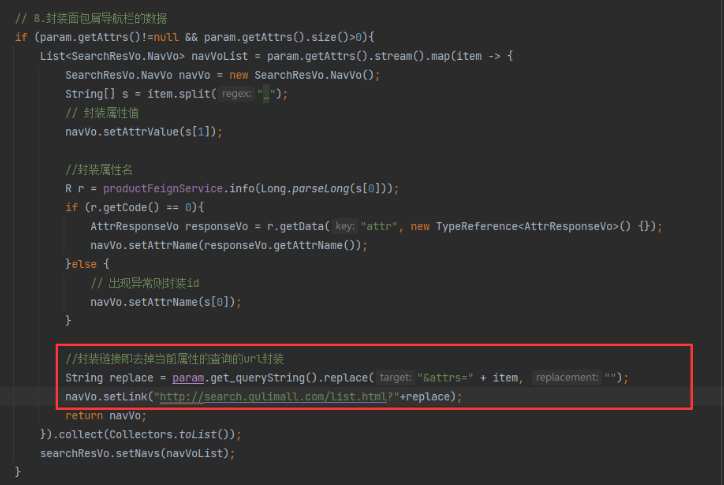 // 8.封装面包屑导航栏的数据
if (param.getAttrs()!=null && param.getAttrs().size()>0){
List<SearchResVo.NavVo> navVoList = param.getAttrs().stream().map(item -> {
SearchResVo.NavVo navVo = new SearchResVo.NavVo();
String[] s = item.split( regex: "_");
// 封装属性值
navVo.setAttrValue(s[1]);
//封装属性名
R r = productFeignService.info(Long.parseLong(s[0]));
if (r.getCode() == 0){
AttrResponseVo responseVo = r.getData( key: "attr", new TypeReference<AttrResponseVo>() {});
navVo.setAttrName(responseVo.getAttrName());
}else {
// 出现异常则封装id
navVo.setAttrName(s[0]);
}
//封装链接即去掉当前属性的查询的url封装
String replace = param.get_queryString().replace( target: "&attrs=" + item, replacement: "");
navVo.setLink("http://search.gulimall.com/list.html?"+replace);
return navVo;
}).collect(Collectors.toList());
searchResVo.setNavs(navVoList);
}